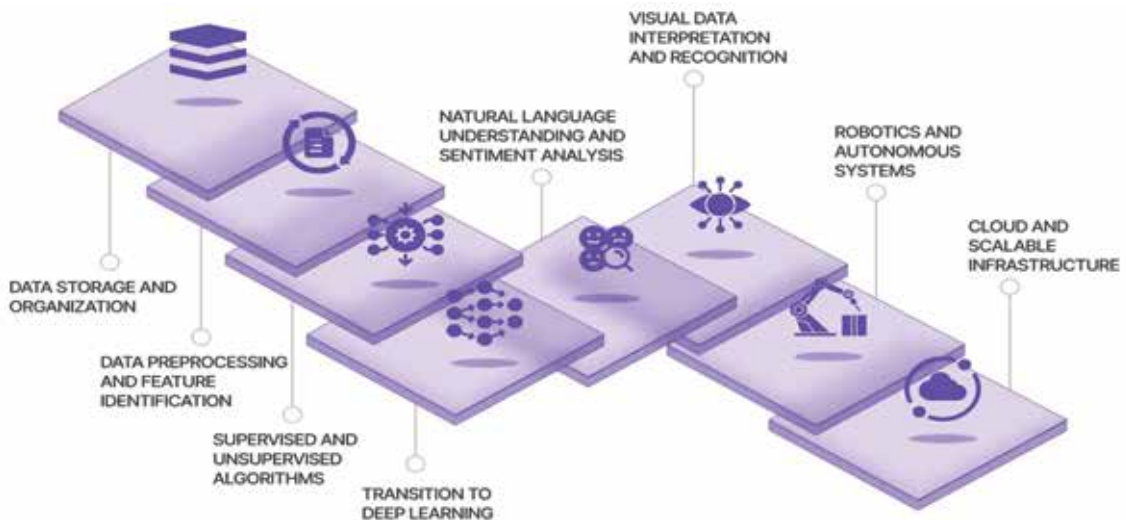 DATA STORAGE AND
ORGANIZATION
DATA PREPROCESSING
AND FEATURE
IDENTIFICATION
SUPERVISED AND
UNSUPERVISED
ALGORITHMS
TRANSITION TO
DEEP LEARNING
NATURAL LANGUAGE
UNDERSTANDING AND
SENTIMENT ANALYSIS
VISUAL DATA
INTERPRETATION
AND RECOGNITION
ROBOTICS AND
AUTONOMOUS
SYSTEMS
CLOUD AND
SCALABLE
INFRASTRUCTURE